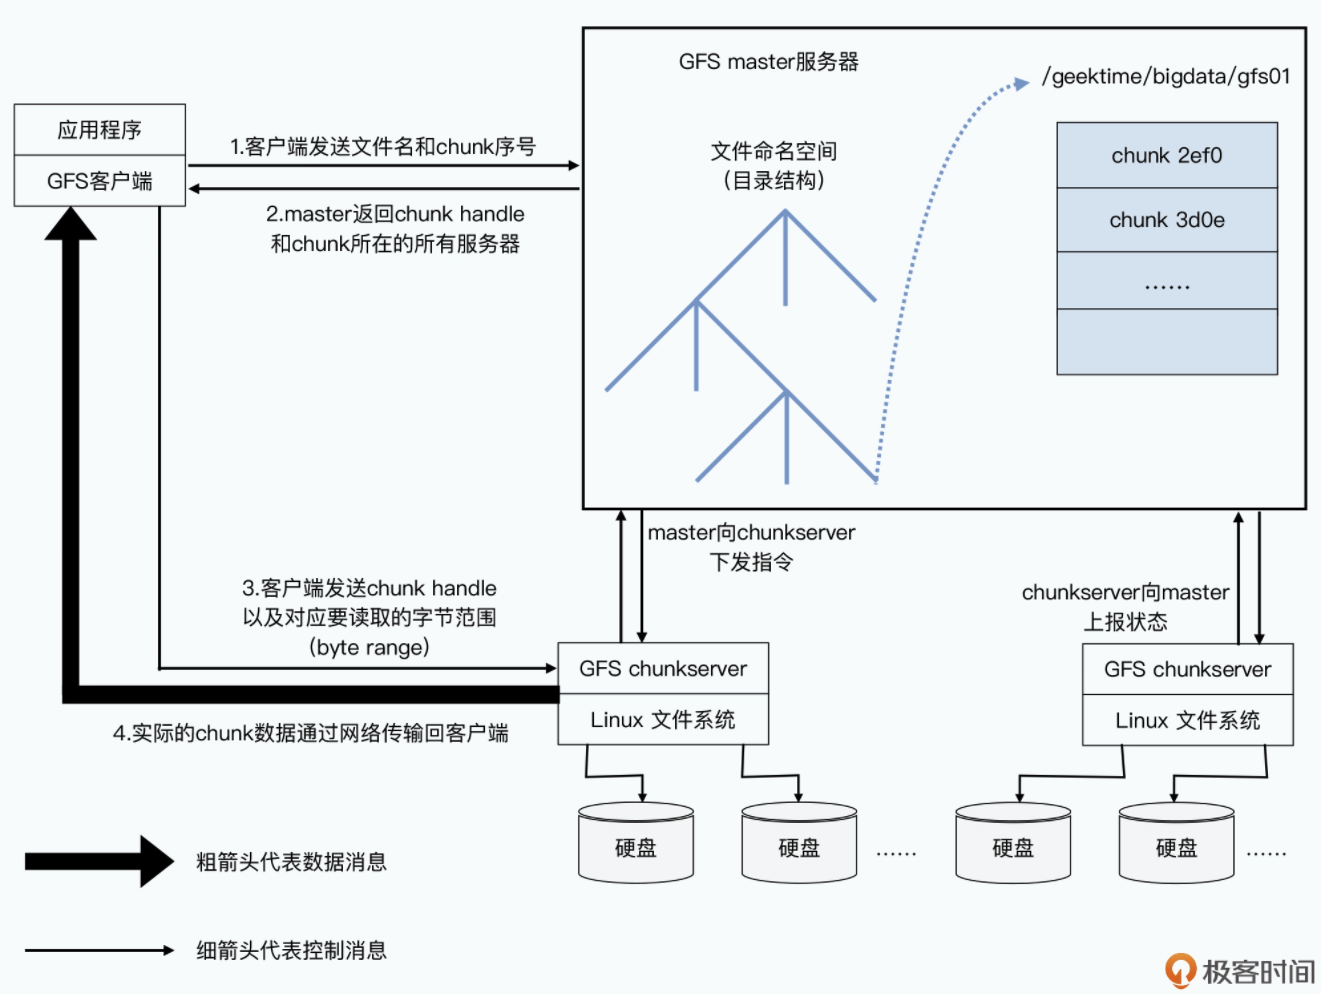 GFS master服务器
/geektime/bigdata/gfs01
应用程序
GFS客户端
1.客户端发送文件名和chunk序号
2.master返回chunk handle
和chunk所在的所有服务器
文件命名空间
(目录结构)
chunk 2ef0
chunk 3d0e
……
master向chunkserver
下发指令
chunkserver向master
上报状态
3.客户端发送chunk handle
以及对应要读取的字节范围
(byte range)
GFS chunkserver
Linux 文件系统
GFS chunkserver
Linux 文件系统
4.实际的chunk数据通过网络传输回客户端
硬盘
硬盘
……
硬盘
硬盘
……
粗箭头代表数据消息
细箭头代表控制消息
极客时间